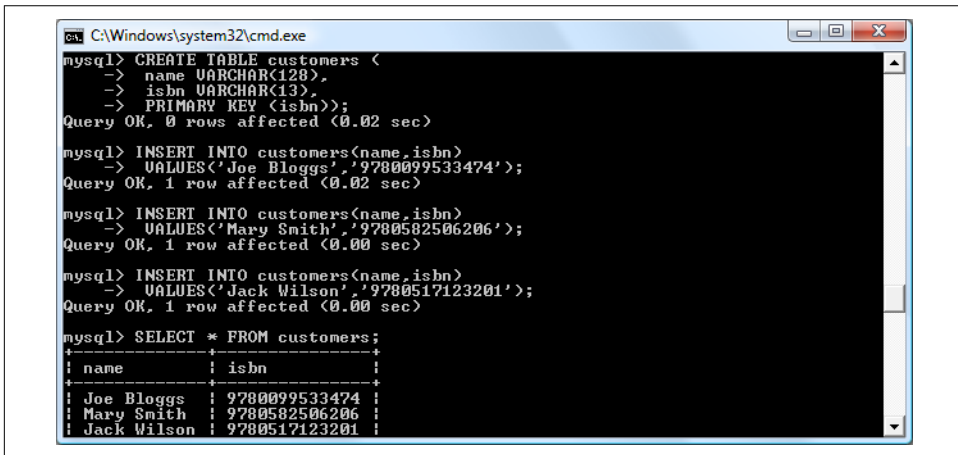 C:\Windows\system32\cmd.exe
mysql> CREATE TABLE customers (
    ->  name VARCHAR(128),
    ->  isbn VARCHAR(13),
    ->  PRIMARY KEY (isbn));
Query OK, 0 rows affected (0.02 sec)
mysql> INSERT INTO customers(name,isbn)
    ->  VALUES('Joe Bloggs','9780099533474');
Query OK, 1 row affected (0.02 sec)
mysql> INSERT INTO customers(name,isbn)
    ->  VALUES('Mary Smith','9780582506206');
Query OK, 1 row affected (0.00 sec)
mysql> INSERT INTO customers(name,isbn)
    ->  VALUES('Jack Wilson','9780517123201');
Query OK, 1 row affected (0.00 sec)
mysql> SELECT * FROM customers;
+-------------+---------------+
| name        | isbn          |
+-------------+---------------+
| Joe Bloggs  | 9780099533474 |
| Mary Smith  | 9780582506206 |
| Jack Wilson | 9780517123201 |